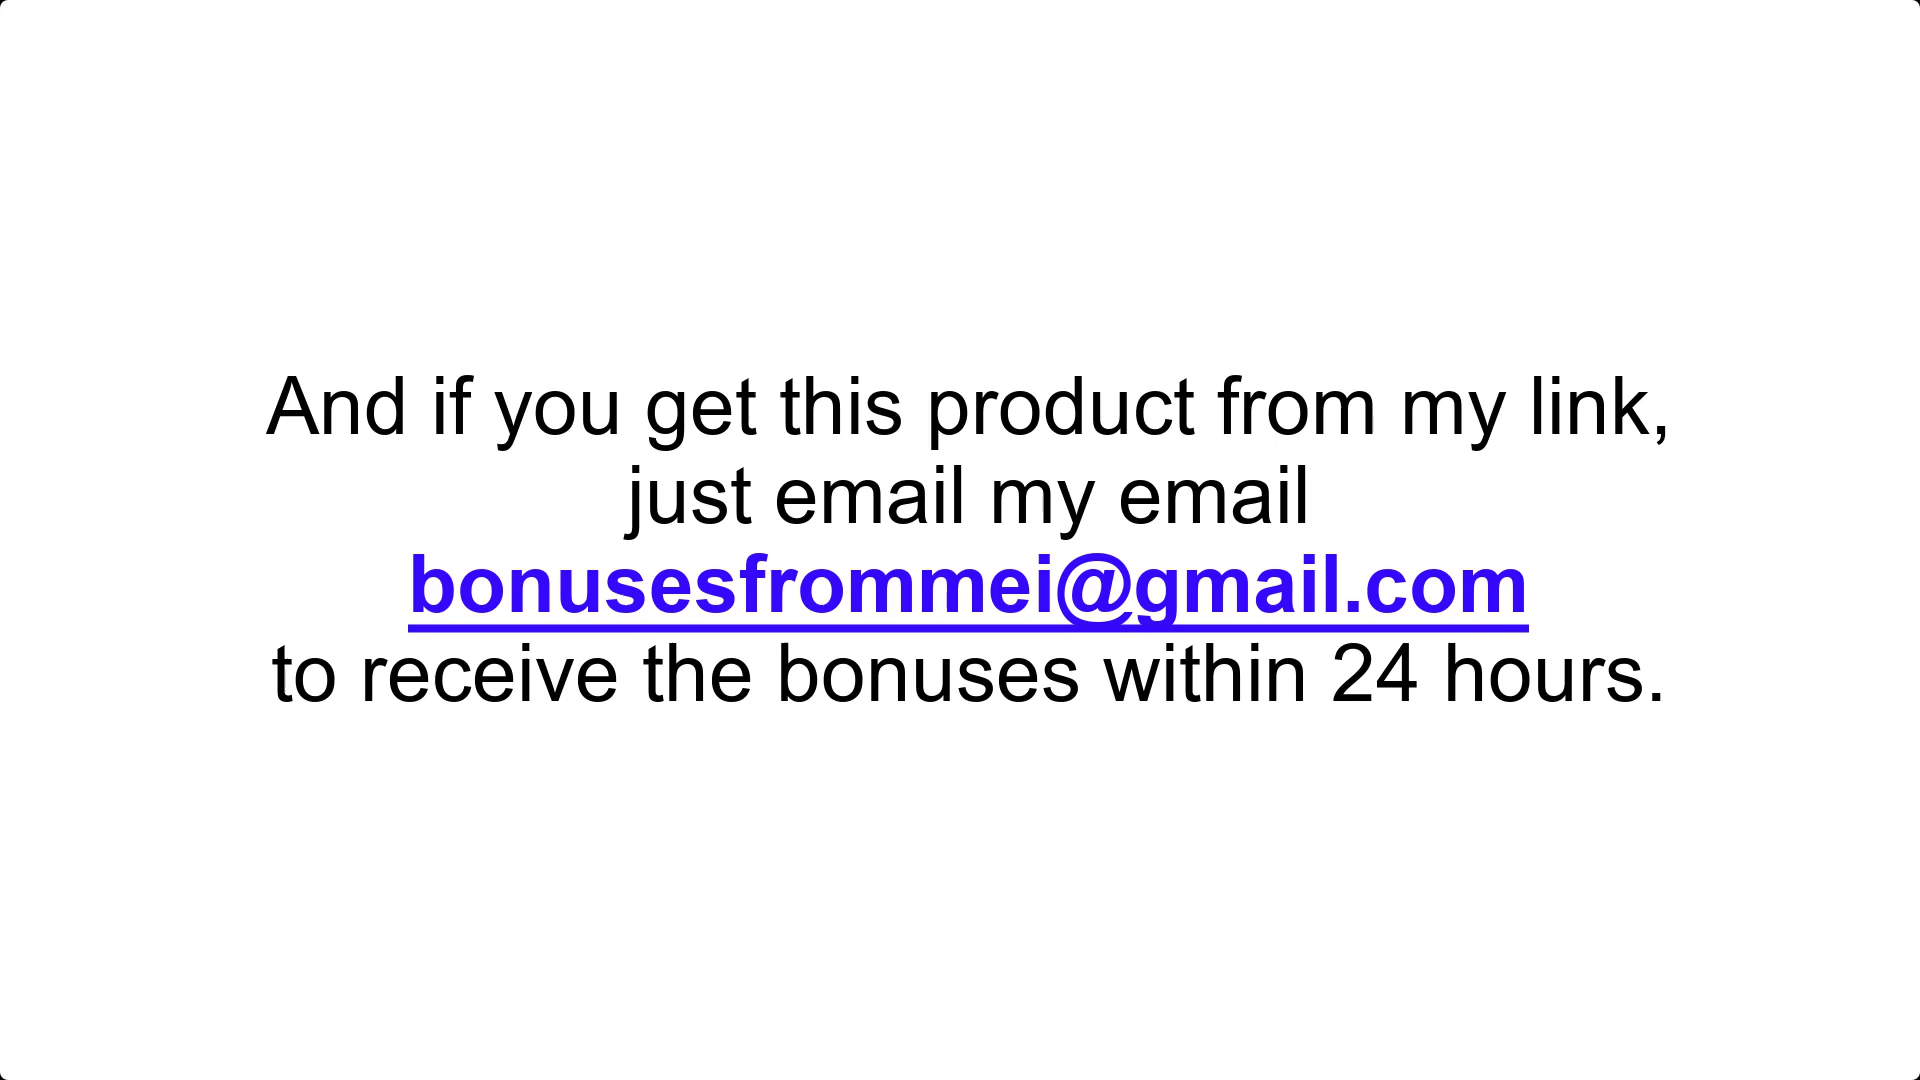 And if you get this product from my link,
just email my email
bonusesfrommei@gmail.com
to receive the bonuses within 24 hours.